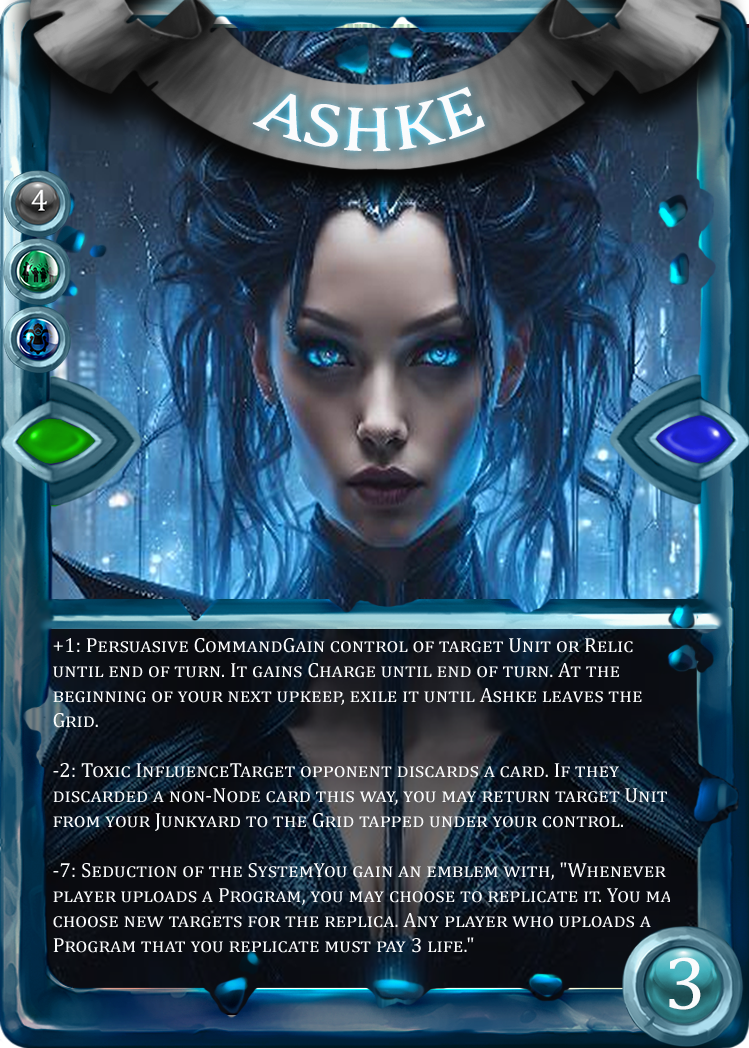 ASHKE
4
+1: Persuasive CommandGain control of target Unit or Relic
until end of turn. It gains Charge until end of turn. At the
beginning of your next upkeep, exile it until Ashke leaves the
Grid.
-2: Toxic InfluenceTarget opponent discards a card. If they
discarded a non-Node card this way, you may return target Unit
from your Junkyard to the Grid tapped under your control.
-7: Seduction of the SystemYou gain an emblem with, "Whenever
player uploads a Program, you may choose to replicate it. You ma
choose new targets for the replica. Any player who uploads a
Program that you replicate must pay 3 life."
3